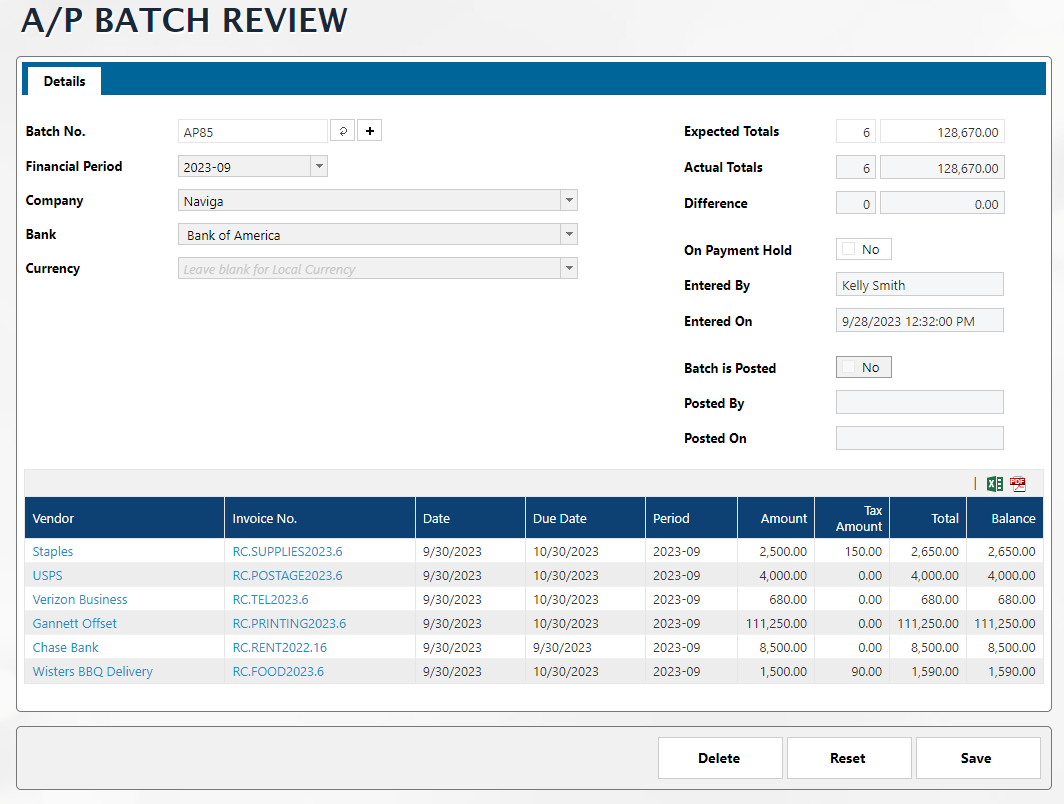 A/P BATCH REVIEW
Details
Batch No. AP85
Financial Period 2023-09
Company Naviga
Bank Bank of America
Currency Leave blank for Local Currency
Expected Totals 6 128,670.00
Actual Totals 6 128,670.00
Difference 0 0.00
On Payment Hold No
Entered By Kelly Smith
Entered On 9/28/2023 12:32:00 PM
Batch is Posted No
Posted By
Posted On
PDF
Vendor Invoice No. Date Due Date Period Amount Tax Amount Total Balance
Staples RC.SUPPLIES2023.6 9/30/2023 10/30/2023 2023-09 2,500.00 150.00 2,650.00 2,650.00
USPS RC.POSTAGE2023.6 9/30/2023 10/30/2023 2023-09 4,000.00 0.00 4,000.00 4,000.00
Verizon Business RC.TEL2023.6 9/30/2023 10/30/2023 2023-09 680.00 0.00 680.00 680.00
Gannett Offset RC.PRINTING2023.6 9/30/2023 10/30/2023 2023-09 111,250.00 0.00 111,250.00 111,250.00
Chase Bank RC.RENT2022.16 9/30/2023 9/30/2023 2023-09 8,500.00 0.00 8,500.00 8,500.00
Wisters BBQ Delivery RC.FOOD2023.6 9/30/2023 10/30/2023 2023-09 1,500.00 90.00 1,590.00 1,590.00
Delete Reset Save